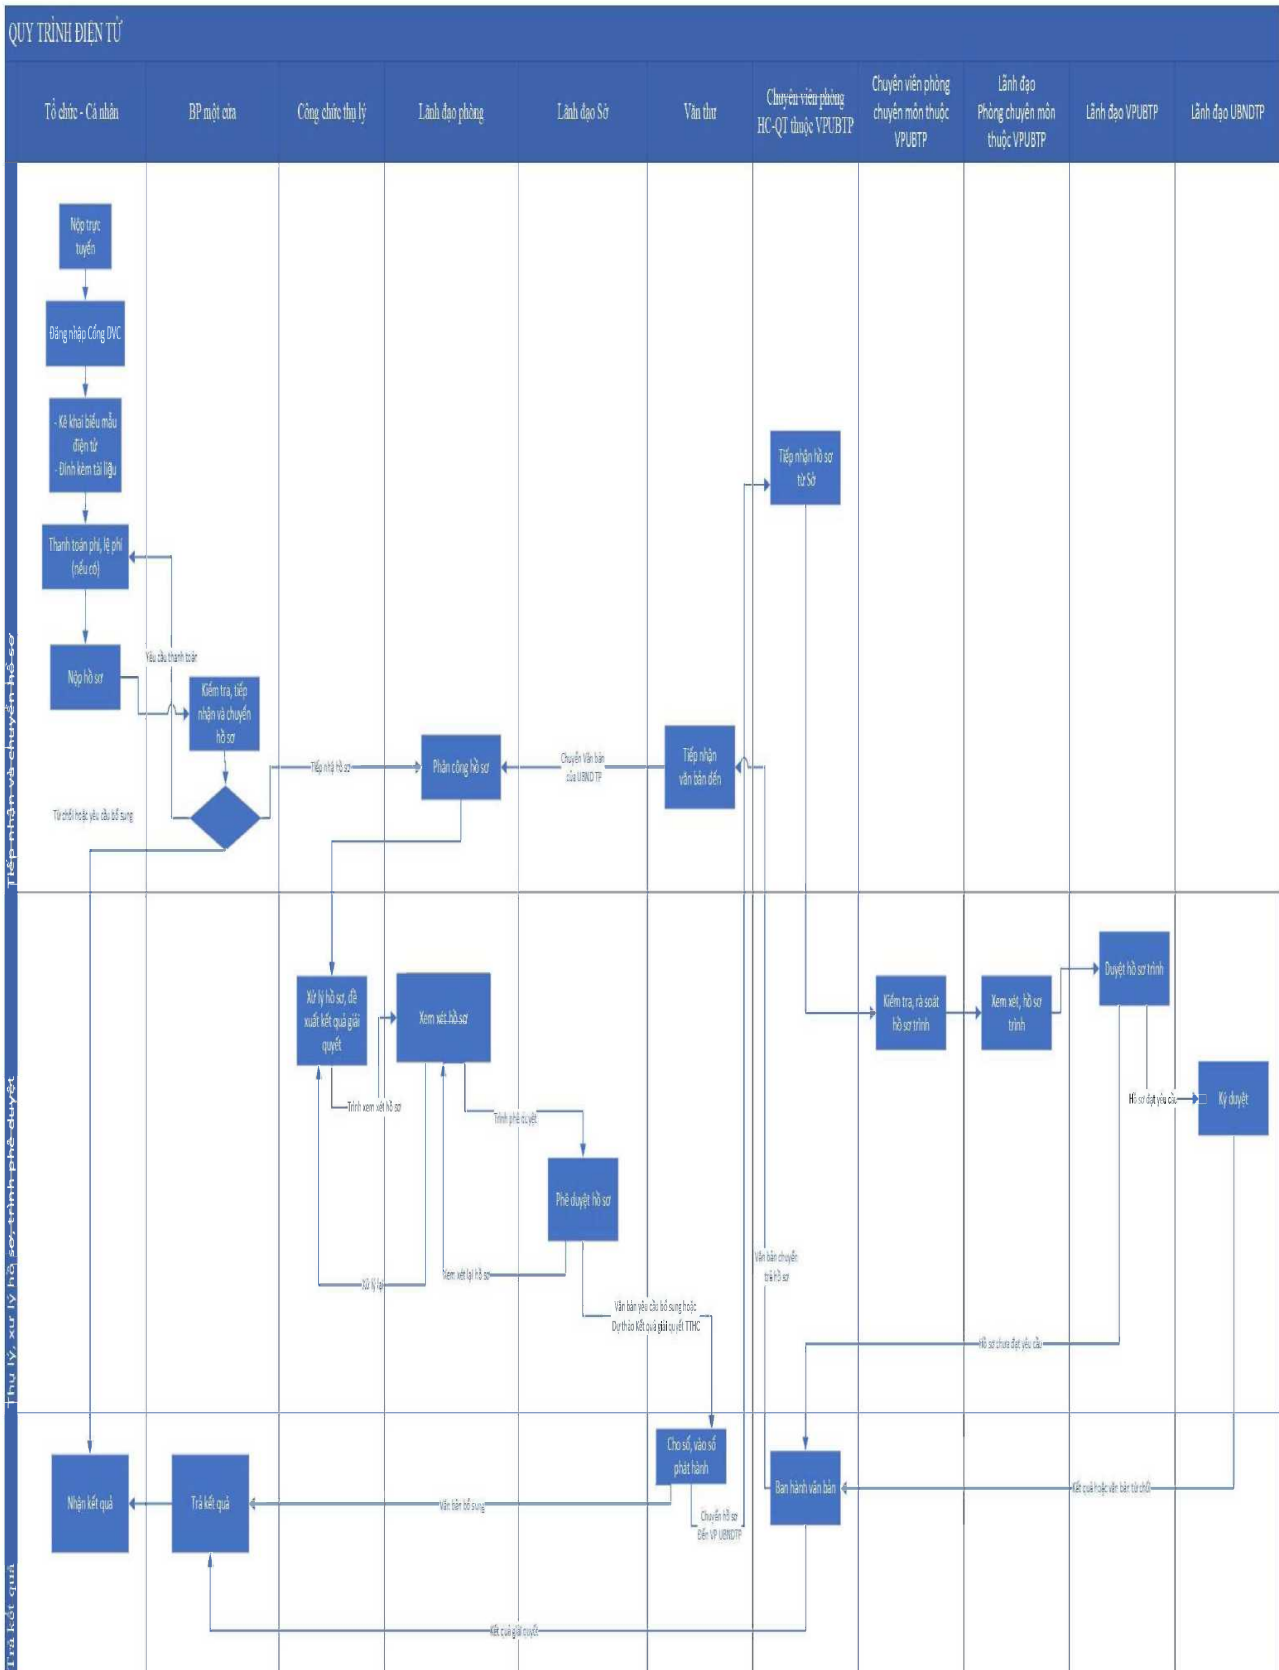 QUY TRÌNH ĐIỆN TỬ
Tổ chức - Cá nhân
BP một cửa
Công chức thụ lý
Lãnh đạo phòng
Lãnh đạo Sở
Văn thư
Chuyên viên phòng
HC-QT thuộc VPUBTP
Chuyên viên phòng
chuyên môn thuộc
VPUBTP
Lãnh đạo
Phòng chuyên môn
thuộc VPUBTP
Lãnh đạo VPUBTP
Lãnh đạo UBNDTP
Tiếp nhận và chuyển hồ sơ
Nộp trực
tuyến
Đăng nhập Cổng DVC
- Kê khai biểu mẫu
điện tử
- Đính kèm tài liệu
Thanh toán phí, lệ phí
(nếu có)
Nộp hồ sơ
Yêu cầu thanh toán
Kiểm tra, tiếp
nhận và chuyển
hồ sơ
Từ chối hoặc yêu cầu bổ sung
Tiếp nhậ hồ sơ
Phân công hồ sơ
Chuyển Văn bản
của UBND TP
Tiếp nhận
văn bản đến
Tiếp nhận hồ sơ
từ Sở
Thụ lý, xử lý hồ sơ, trình phê duyệt
Xử lý hồ sơ, đề
xuất kết quả giải
quyết
Xem xét hồ sơ
Trình xem xét hồ sơ
Trình phê duyệt
Phê duyệt hồ sơ
Xử lý lại
Xem xét lại hồ sơ
Văn bản yêu cầu bổ sung hoặc
Dự thảo Kết quả giải quyết TTHC
Văn bản chuyển
trả hồ sơ
Kiểm tra, rà soát
hồ sơ trình
Xem xét, hồ sơ
trình
Duyệt hồ sơ trình
Hồ sơ đạt yêu cầu
Ký duyệt
Hồ sơ chưa đạt yêu cầu
Trả kết quả
Nhận kết quả
Trả kết quả
Văn bản bổ sung
Cho số, vào sổ
phát hành
Chuyển hồ sơ
Đến VP UBNDTP
Ban hành văn bản
Kết quả hoặc văn bản từ chối
Kết quả giải quyết